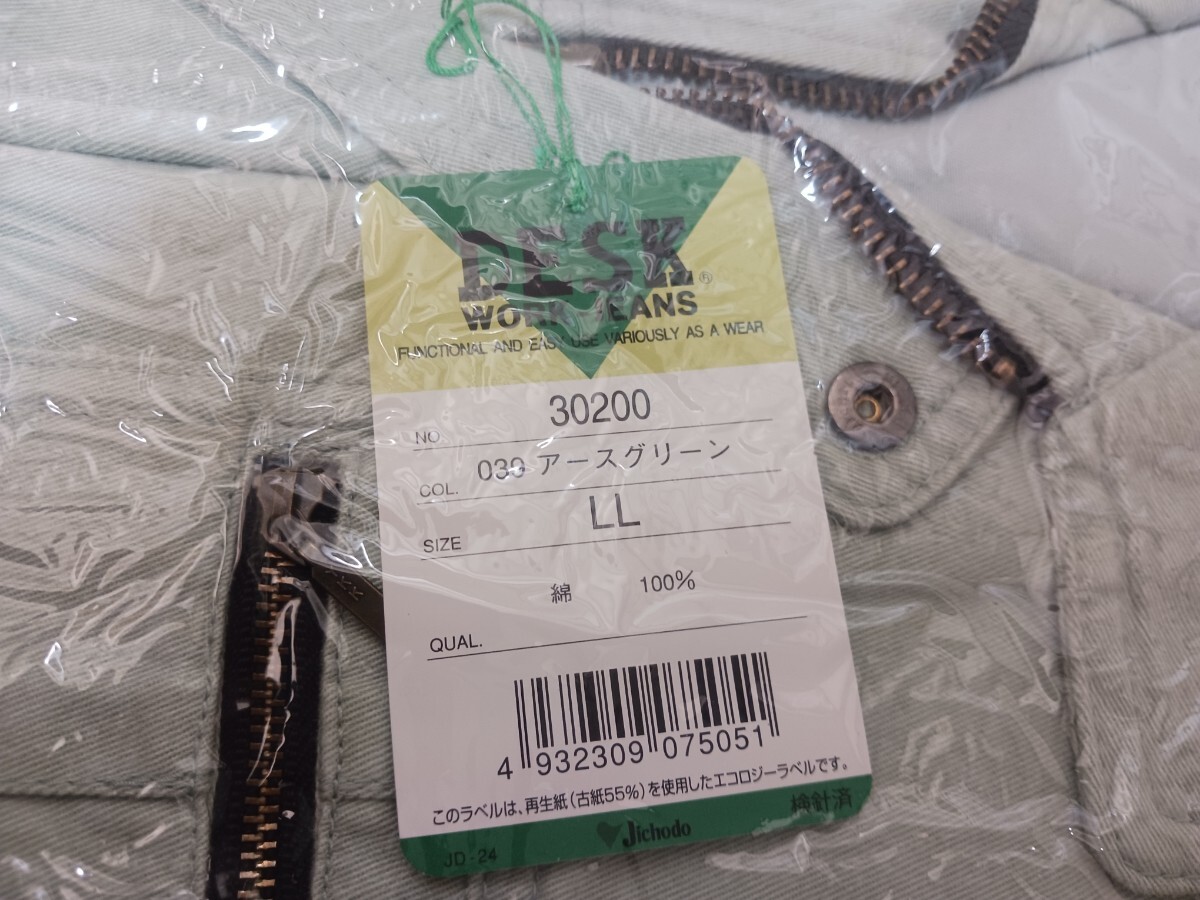 DESK®
WORK JEANS
FUNCTIONAL AND EASY USE VARIOUSLY AS A WEAR
NO. 30200
COL. 039 アースグリーン
SIZE LL
綿 100%
QUAL.
4 932309 075051
このラベルは、再生紙(古紙55%)を使用したエコロジーラベルです。
Jichodo 検針済
JD-24